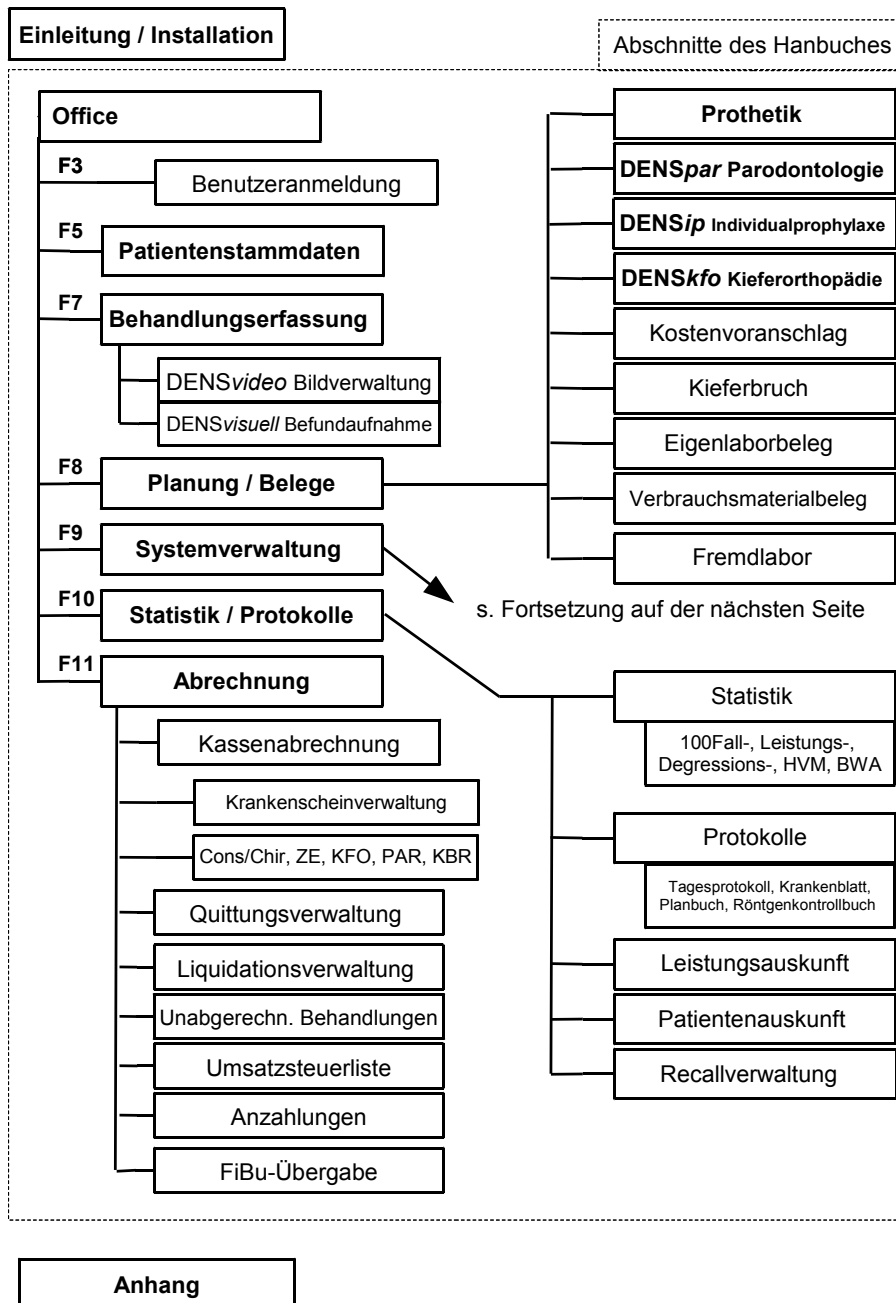 Einleitung / Installation
Abschnitte des Hanbuches
Office
F3
Benutzeranmeldung
F5
Patientenstammdaten
F7
Behandlungserfassung
DENSvideo Bildverwaltung
DENSvisuell Befundaufnahme
F8
Planung / Belege
F9
Systemverwaltung
F10
Statistik / Protokolle
F11
Abrechnung
Kassenabrechnung
Krankenscheinverwaltung
Cons/Chir, ZE, KFO, PAR, KBR
Quittungsverwaltung
Liquidationsverwaltung
Unabgerechn. Behandlungen
Umsatzsteuerliste
Anzahlungen
FiBu-Übergabe
Prothetik
DENSpar Parodontologie
DENSip Individualprophylaxe
DENSkfo Kieferorthopädie
Kostenvoranschlag
Kieferbruch
Eigenlaborbeleg
Verbrauchsmaterialbeleg
Fremdlabor
s. Fortsetzung auf der nächsten Seite
Statistik
100Fall-, Leistungs-,
Degressions-, HVM, BWA
Protokolle
Tagesprotokoll, Krankenblatt,
Planbuch, Röntgenkontrollbuch
Leistungsauskunft
Patientenauskunft
Recallverwaltung
Anhang